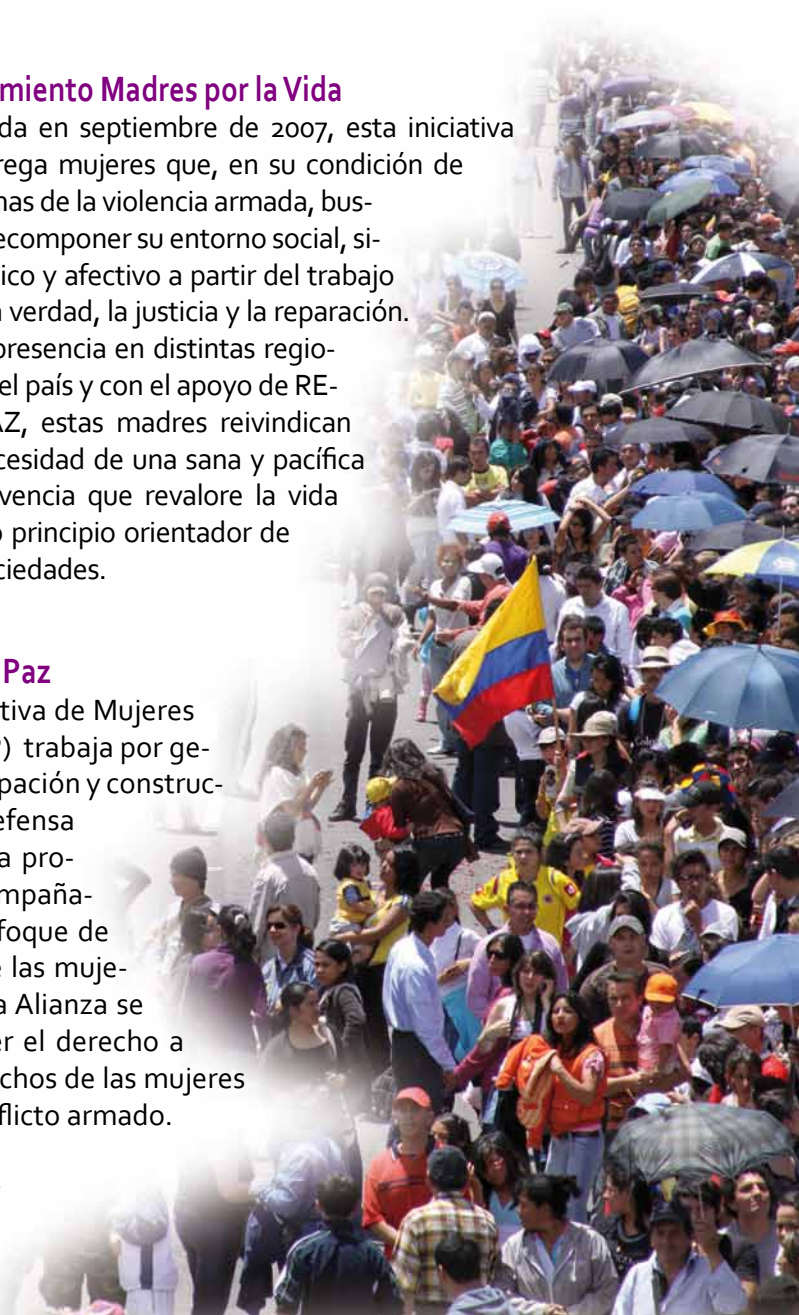 miento Madres por la Vida
da en septiembre de 2007, esta iniciativa
rega mujeres que, en su condición de
nas de la violencia armada, bus-
ecomponer su entorno social, si-
ico y afectivo a partir del trabajo
a verdad, la justicia y la reparación.
presencia en distintas regio-
el país y con el apoyo de RE-
AZ, estas madres reivindican
cesidad de una sana y pacífica
vencia que revalore la vida
o principio orientador de
ciedades.
Paz
tiva de Mujeres
) trabaja por ge-
pación y construc-
efensa
a pro-
mpaña-
foque de
e las muje-
a Alianza se
er el derecho a
chos de las mujeres
flicto armado.